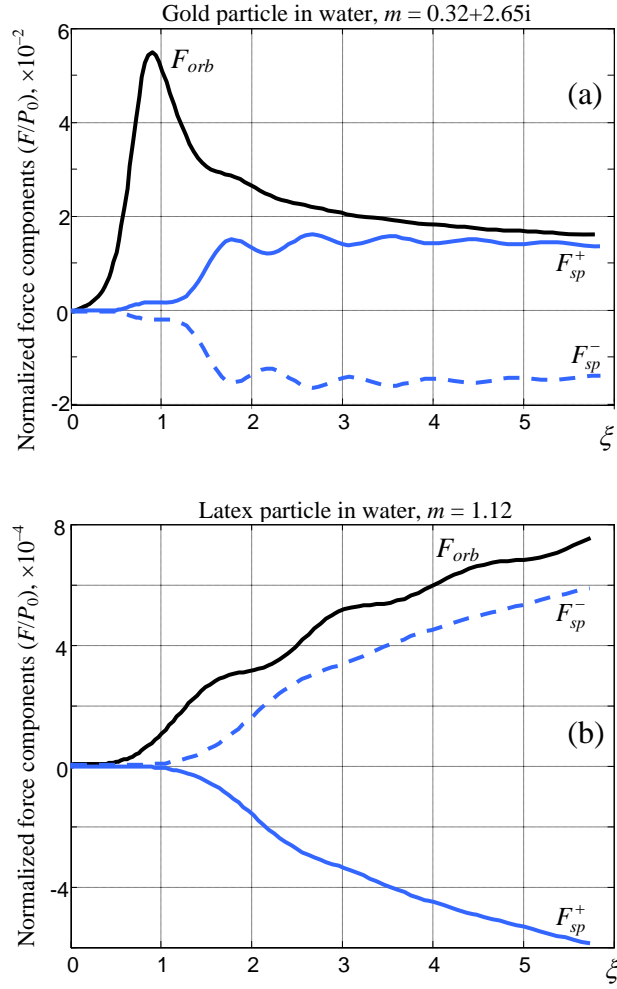 Gold particle in water, m = 0.32+2.65i
Normalized force components (F/P₀), ×10⁻²
6
4
2
0
-2
F_orb
(a)
F_sp^+
F_sp^−
0 1 2 3 4 5
ξ
Latex particle in water, m = 1.12
Normalized force components (F/P₀), ×10⁻⁴
8
4
0
-4
F_orb
F_sp^−
(b)
F_sp^+
0 1 2 3 4 5
ξ